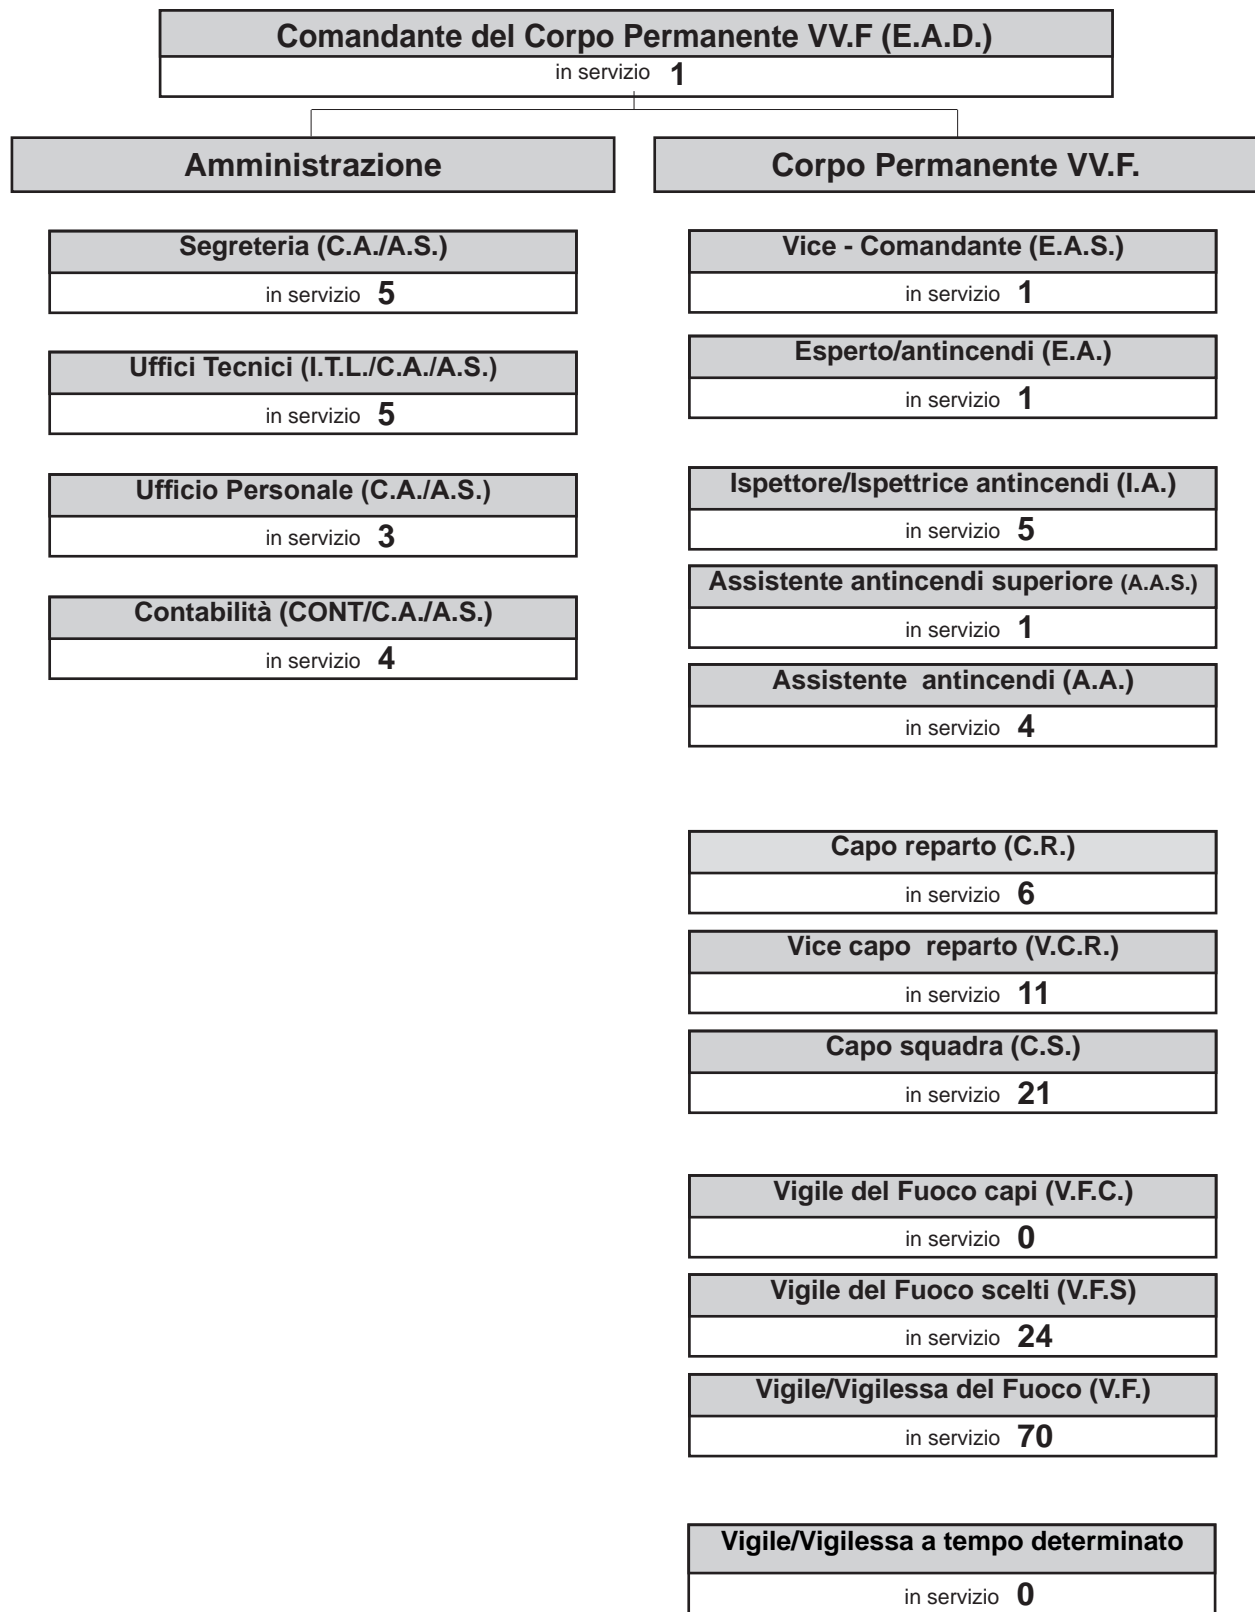 Comandante del Corpo Permanente VV.F (E.A.D.)
in servizio 1
Amministrazione
Segreteria (C.A./A.S.)
in servizio 5
Uffici Tecnici (I.T.L./C.A./A.S.)
in servizio 5
Ufficio Personale (C.A./A.S.)
in servizio 3
Contabilità (CONT/C.A./A.S.)
in servizio 4
Corpo Permanente VV.F.
Vice - Comandante (E.A.S.)
in servizio 1
Esperto/antincendi (E.A.)
in servizio 1
Ispettore/Ispettrice antincendi (I.A.)
in servizio 5
Assistente antincendi superiore (A.A.S.)
in servizio 1
Assistente antincendi (A.A.)
in servizio 4
Capo reparto (C.R.)
in servizio 6
Vice capo reparto (V.C.R.)
in servizio 11
Capo squadra (C.S.)
in servizio 21
Vigile del Fuoco capi (V.F.C.)
in servizio 0
Vigile del Fuoco scelti (V.F.S)
in servizio 24
Vigile/Vigilessa del Fuoco (V.F.)
in servizio 70
Vigile/Vigilessa a tempo determinato
in servizio 0